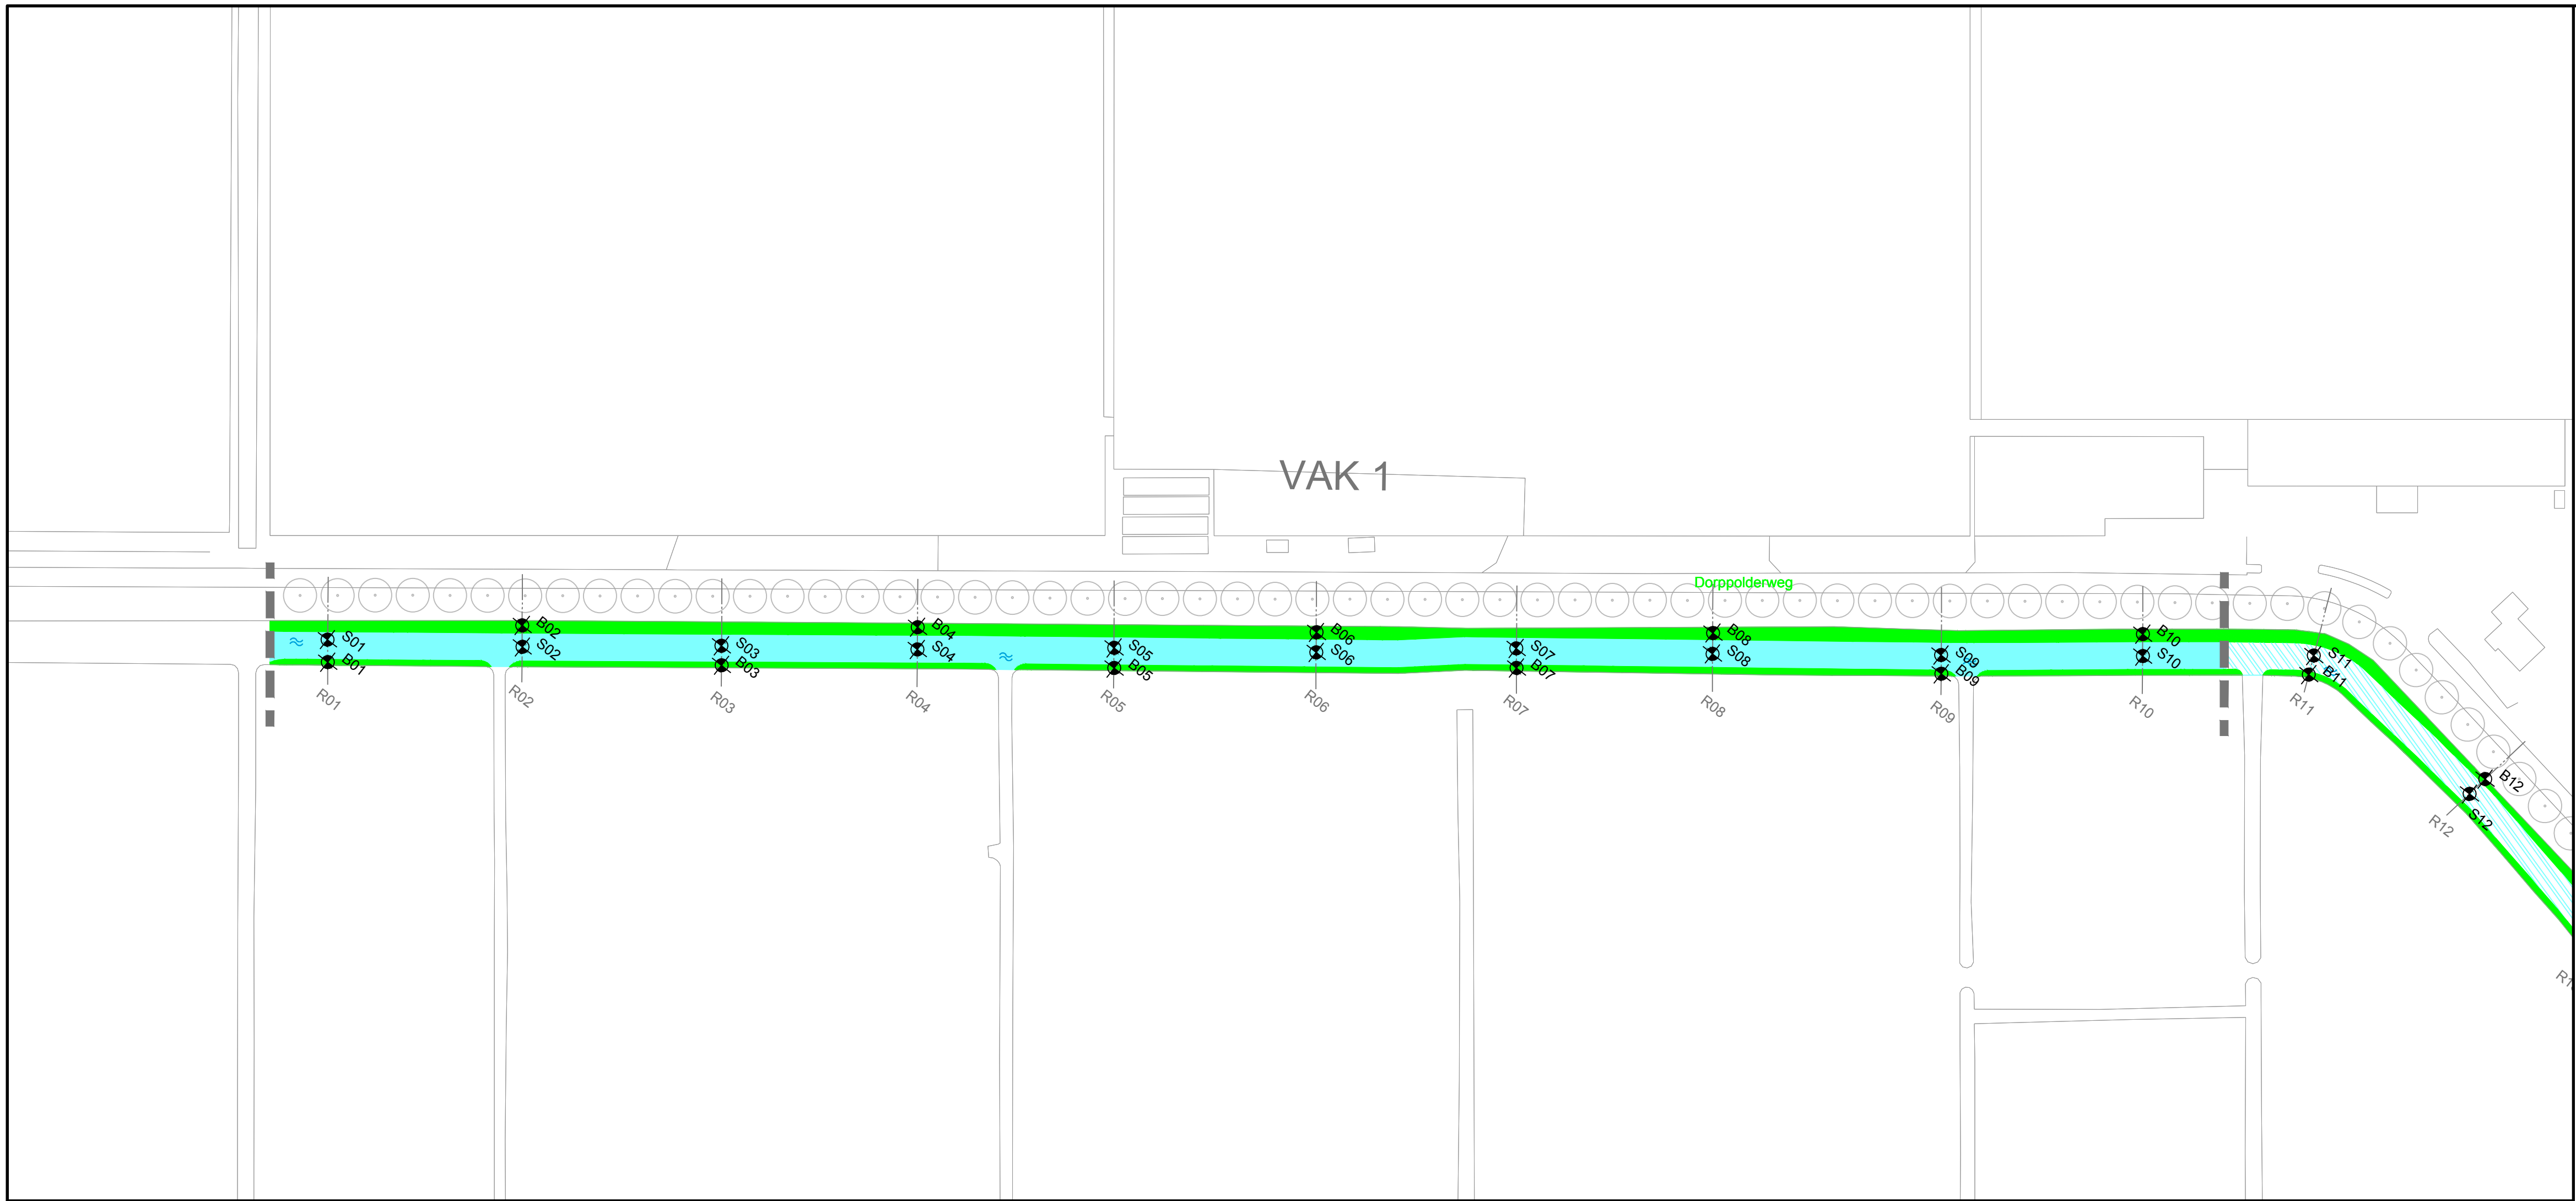 VAK 1
Dorppolderweg
S01
B01
R01
B02
S02
R02
S03
B03
R03
B04
S04
R04
S05
B05
R05
B06
S06
R06
S07
B07
R07
B08
S08
R08
S09
B09
R09
B10
S10
R10
S11
B11
R11
B12
S12
R12